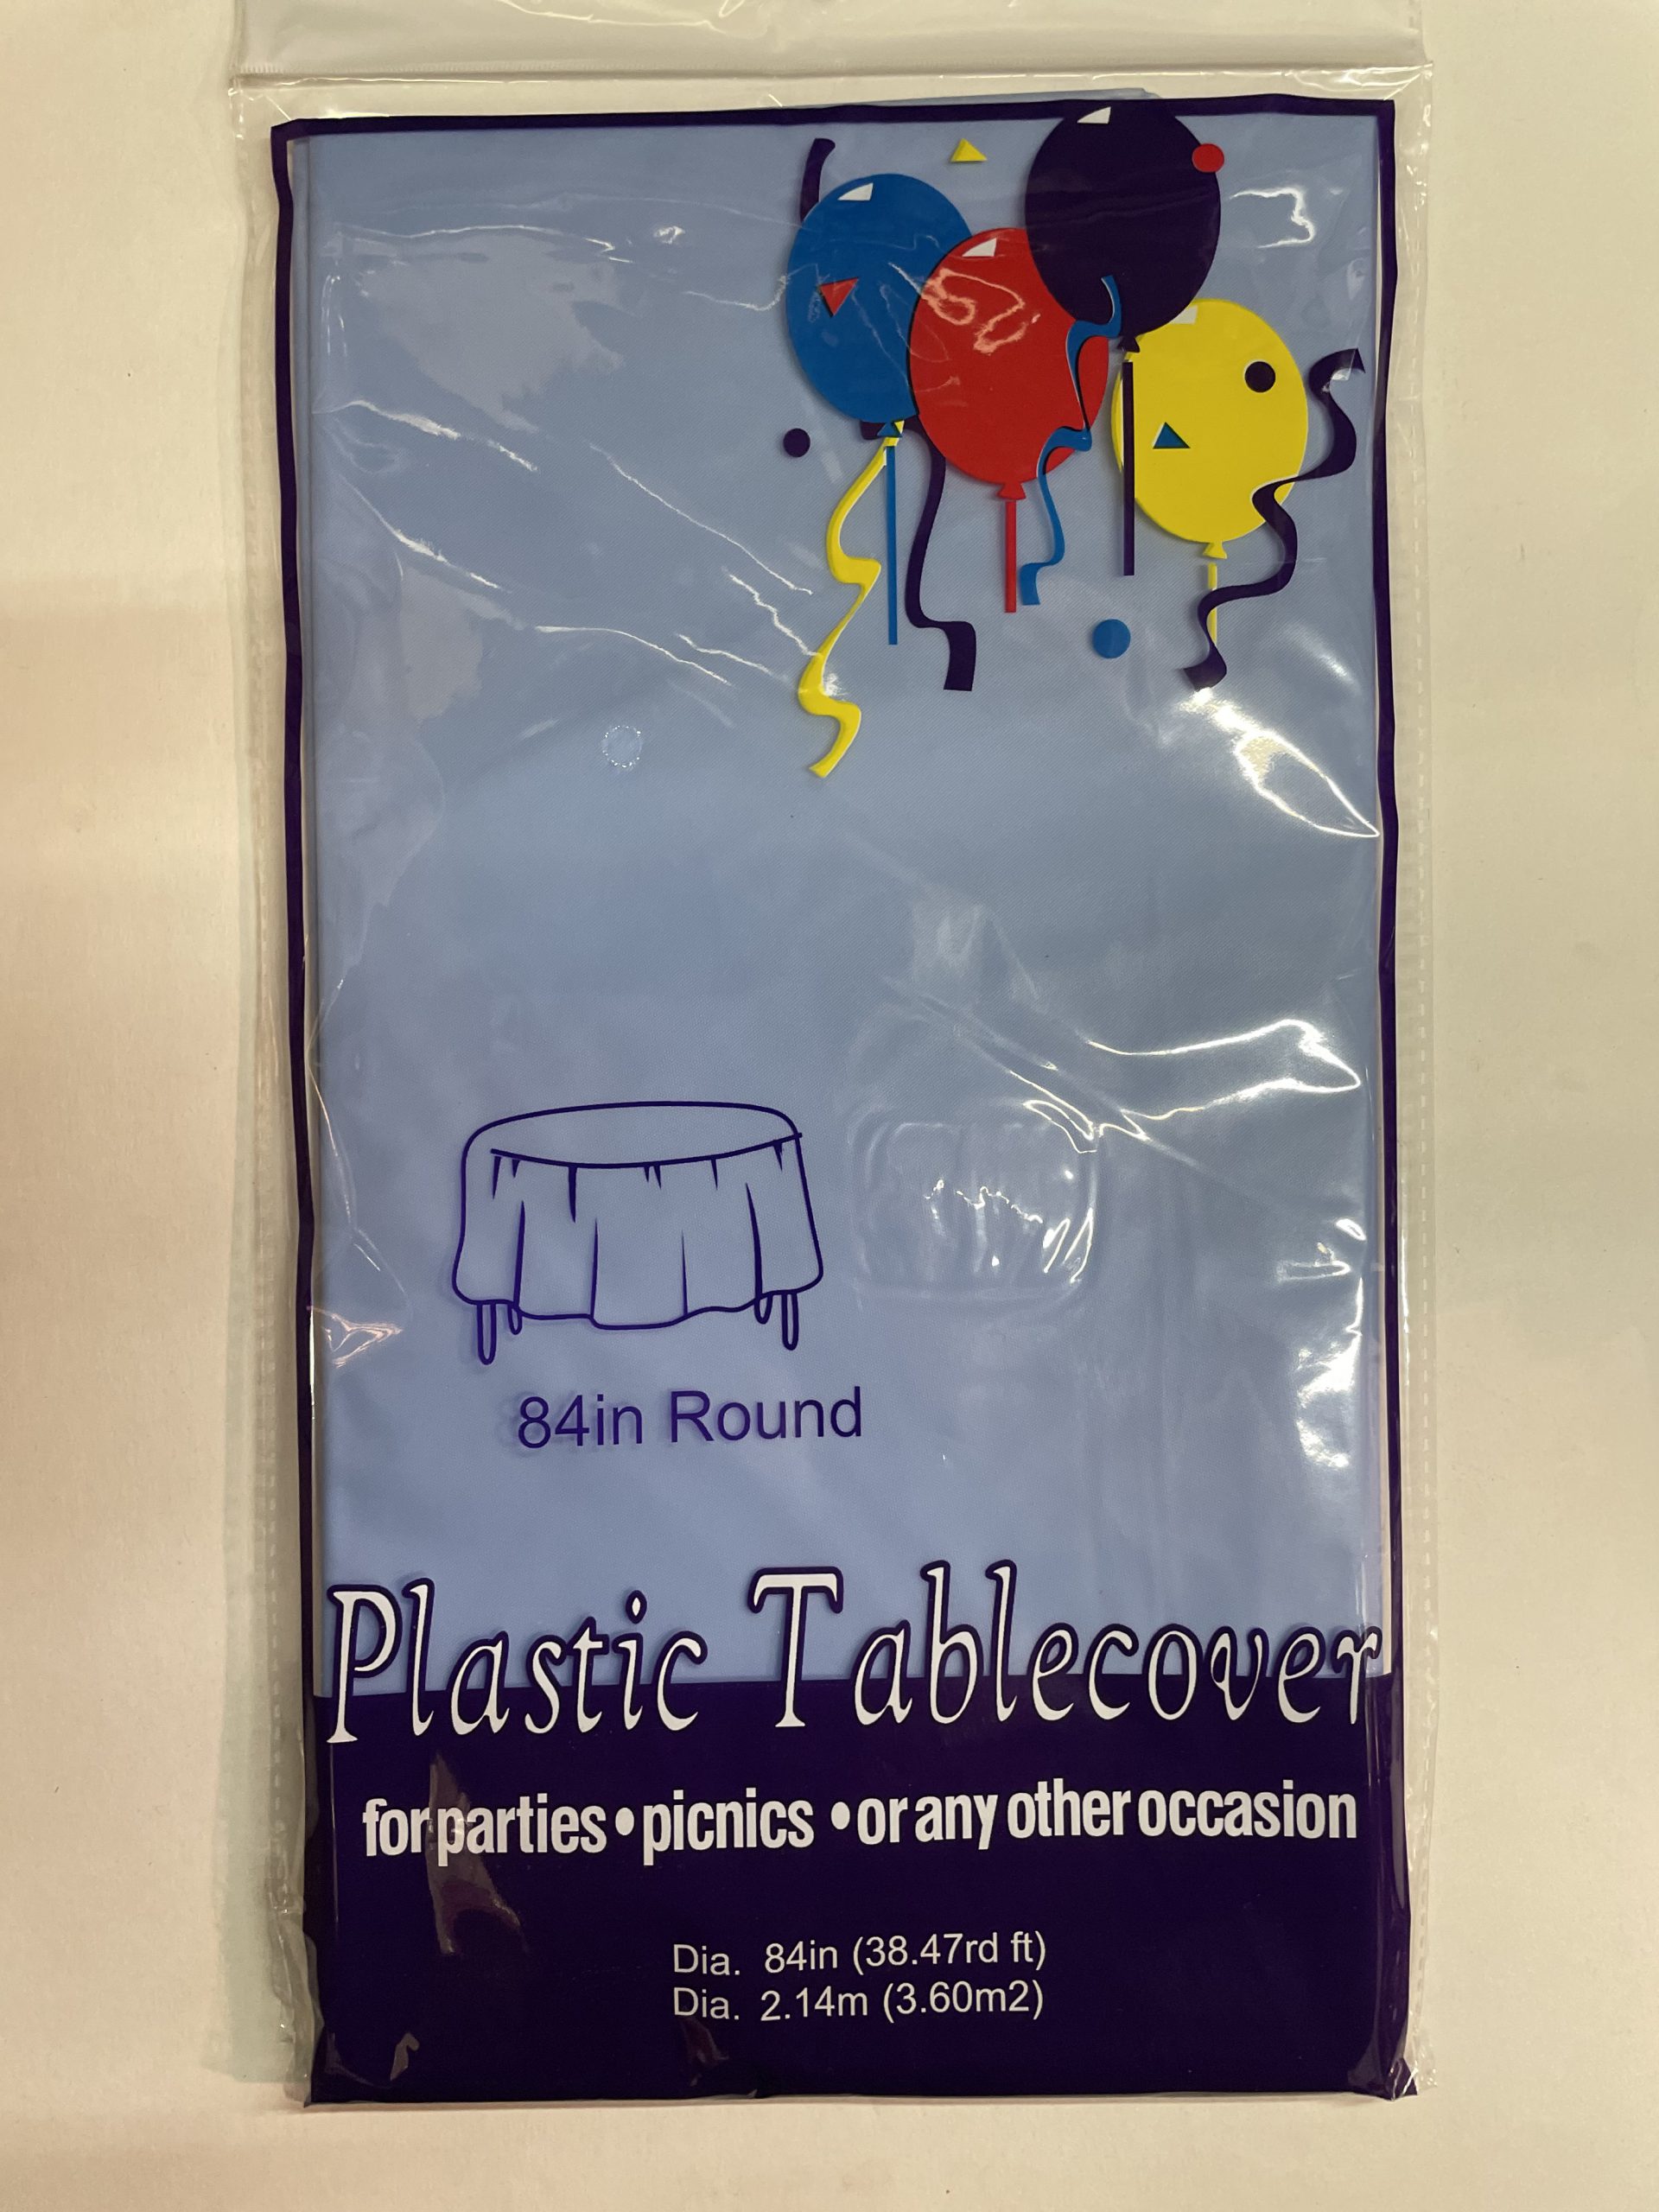 84in Round
Plastic Tablecover
for parties • picnics • or any other occasion
Dia. 84in (38.47rd ft)
Dia. 2.14m (3.60m2)